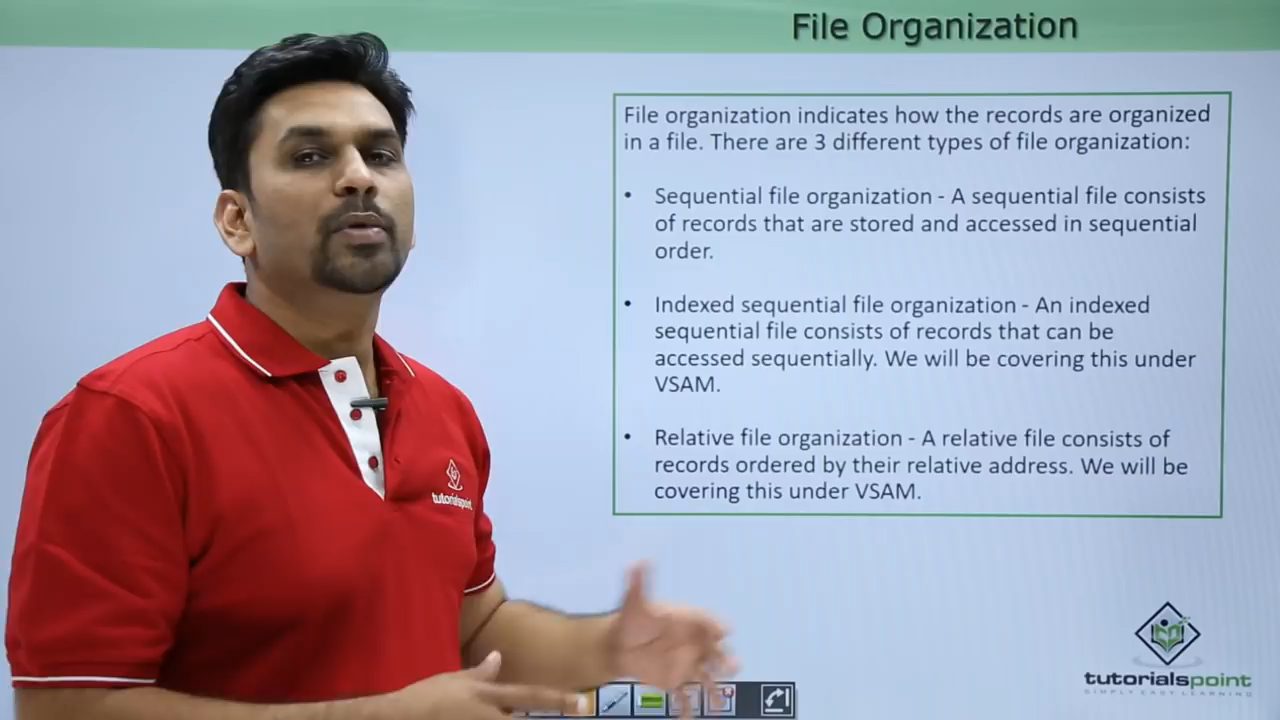 File Organization
File organization indicates how the records are organized
in a file. There are 3 different types of file organization:
• Sequential file organization - A sequential file consists
of records that are stored and accessed in sequential
order.
• Indexed sequential file organization - An indexed
sequential file consists of records that can be
accessed sequentially. We will be covering this under
VSAM.
• Relative file organization - A relative file consists of
records ordered by their relative address. We will be
covering this under VSAM.
tutorialspoint
tutorialspoint
SIMPLY EASY LEARNING